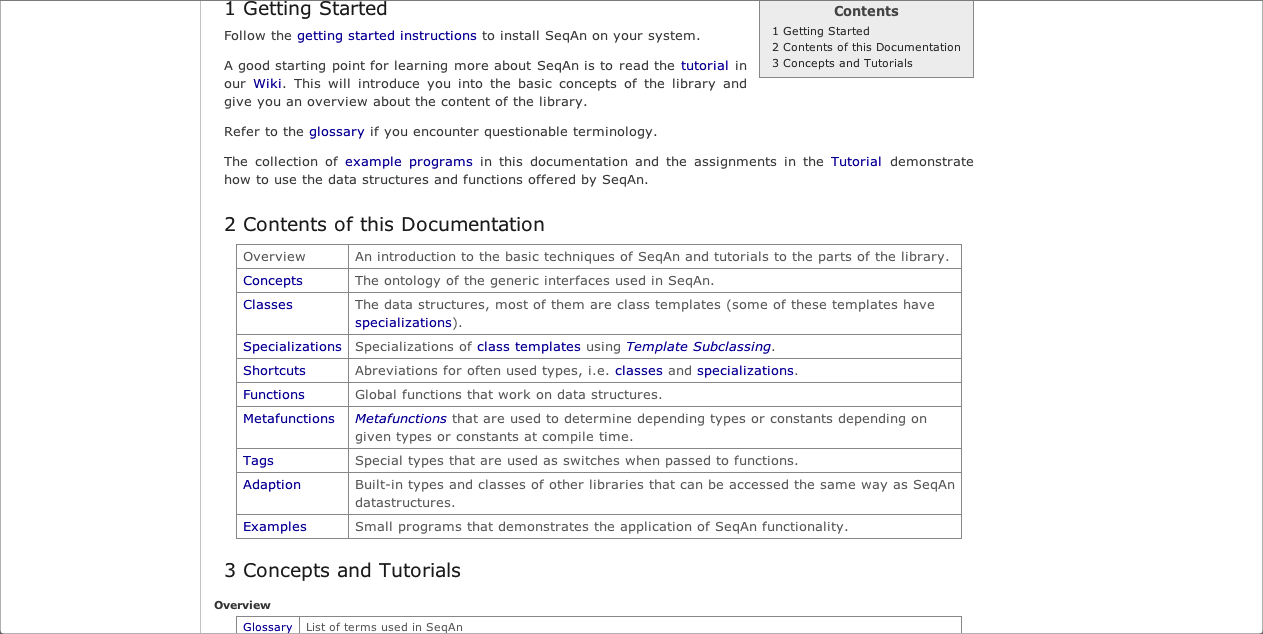 1 Getting Started
Contents
1 Getting Started
2 Contents of this Documentation
3 Concepts and Tutorials
Follow the getting started instructions to install SeqAn on your system.
A good starting point for learning more about SeqAn is to read the tutorial in
our Wiki. This will introduce you into the basic concepts of the library and
give you an overview about the content of the library.
Refer to the glossary if you encounter questionable terminology.
The collection of example programs in this documentation and the assignments in the Tutorial demonstrate
how to use the data structures and functions offered by SeqAn.
2 Contents of this Documentation
Overview An introduction to the basic techniques of SeqAn and tutorials to the parts of the library.
Concepts The ontology of the generic interfaces used in SeqAn.
Classes The data structures, most of them are class templates (some of these templates have
specializations).
Specializations Specializations of class templates using Template Subclassing.
Shortcuts Abreviations for often used types, i.e. classes and specializations.
Functions Global functions that work on data structures.
Metafunctions Metafunctions that are used to determine depending types or constants depending on
given types or constants at compile time.
Tags Special types that are used as switches when passed to functions.
Adaption Built-in types and classes of other libraries that can be accessed the same way as SeqAn
datastructures.
Examples Small programs that demonstrates the application of SeqAn functionality.
3 Concepts and Tutorials
Overview
Glossary List of terms used in SeqAn